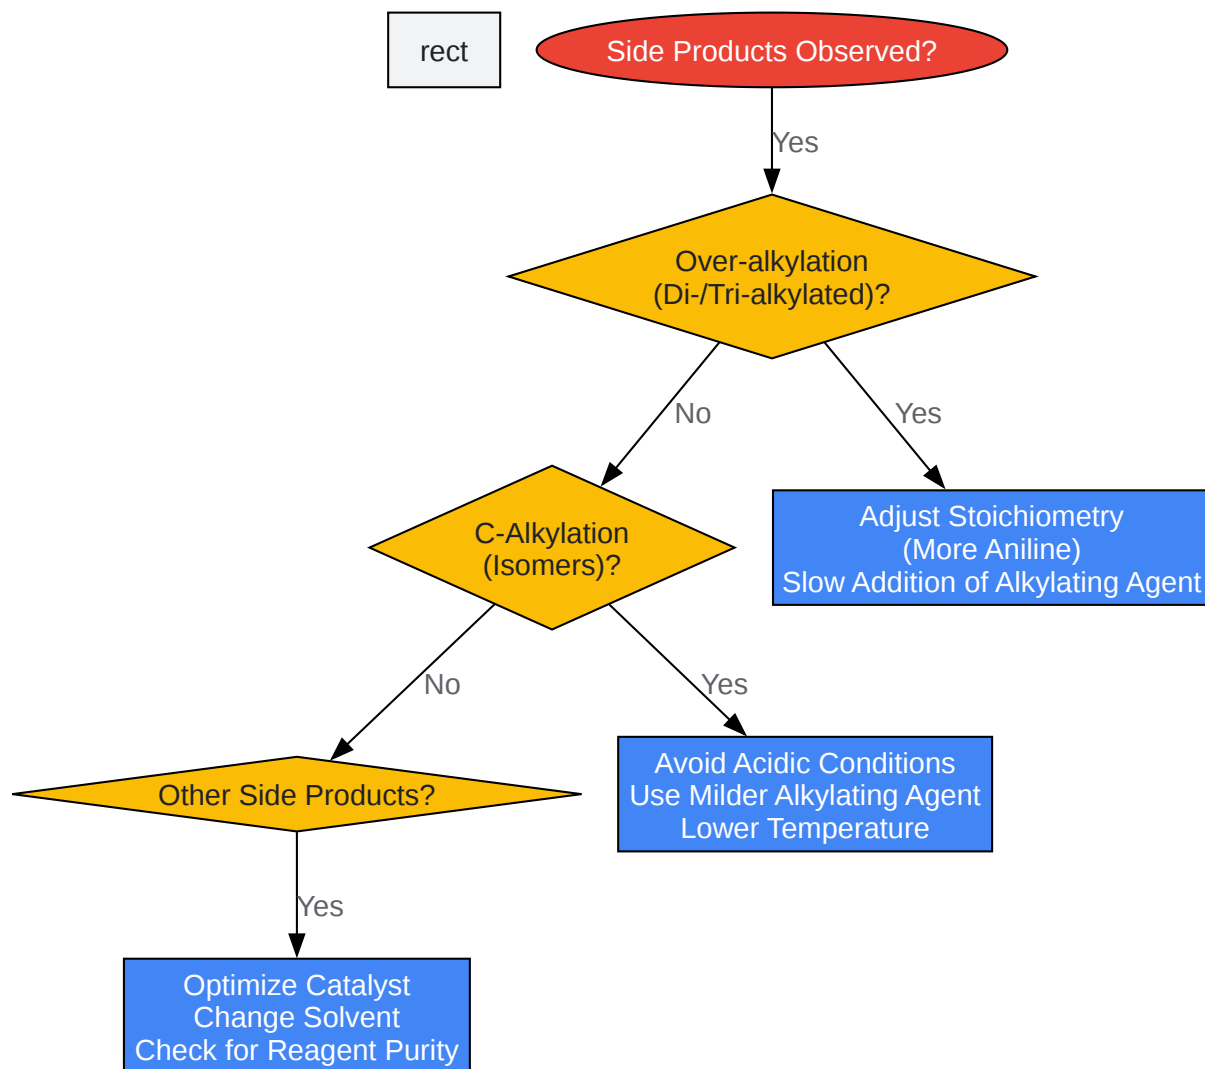 rect
Side Products Observed?
Yes
Over-alkylation
(Di-/Tri-alkylated)?
No
Yes
C-Alkylation
(Isomers)?
Adjust Stoichiometry
(More Aniline)
Slow Addition of Alkylating Agent
No
Yes
Other Side Products?
Avoid Acidic Conditions
Use Milder Alkylating Agent
Lower Temperature
Yes
Optimize Catalyst
Change Solvent
Check for Reagent Purity